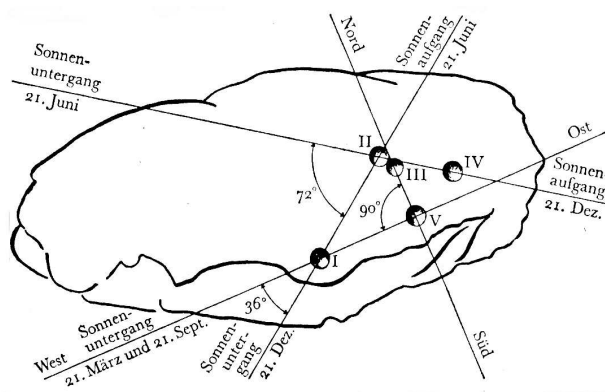 Nord
Sonnen-
aufgang
21. Juni
Sonnen-
untergang
21. Juni
Ost
II
III
IV
Sonnen-
aufgang
21. Dez.
72°
90°
V
I
36°
Sonnen-
untergang
West 21. März und 21. Sept.
Sonnen-
unter-
gang
21. Dez.
Süd